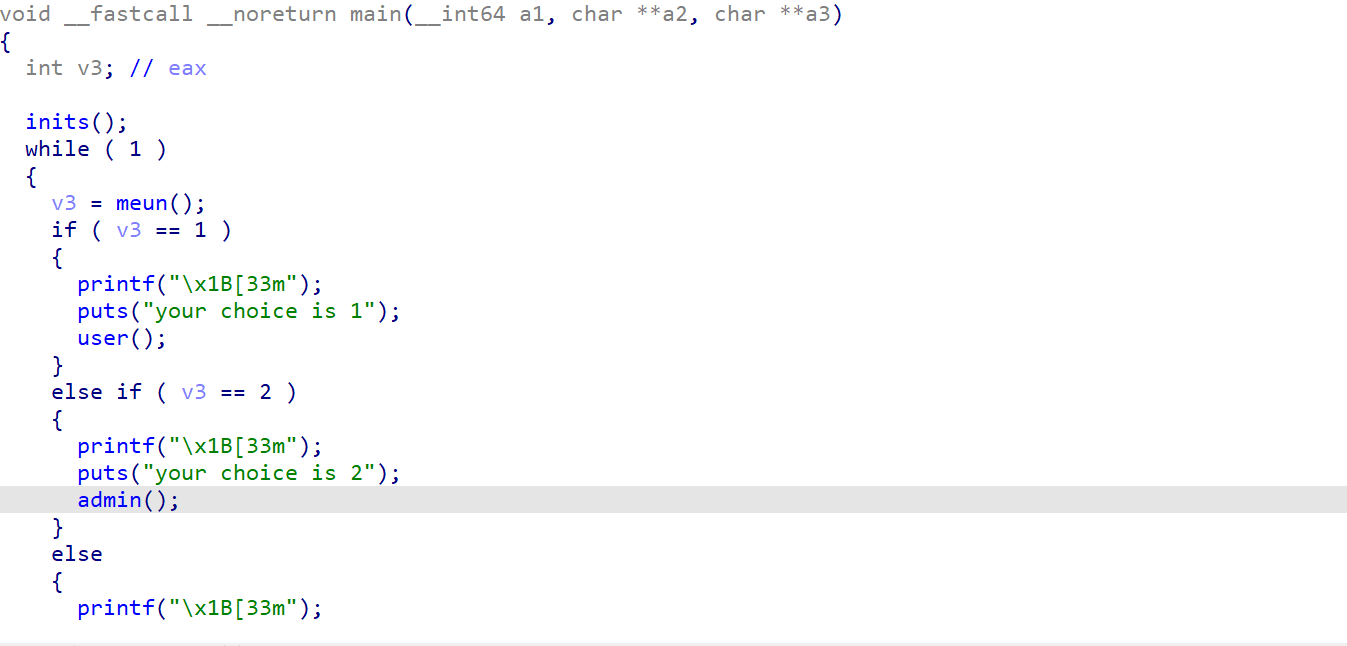 void __fastcall __noreturn main(__int64 a1, char **a2, char **a3)
{
  int v3; // eax

  inits();
  while ( 1 )
  {
    v3 = meun();
    if ( v3 == 1 )
    {
      printf("\x1B[33m");
      puts("your choice is 1");
      user();
    }
    else if ( v3 == 2 )
    {
      printf("\x1B[33m");
      puts("your choice is 2");
      admin();
    }
    else
    {
      printf("\x1B[33m");